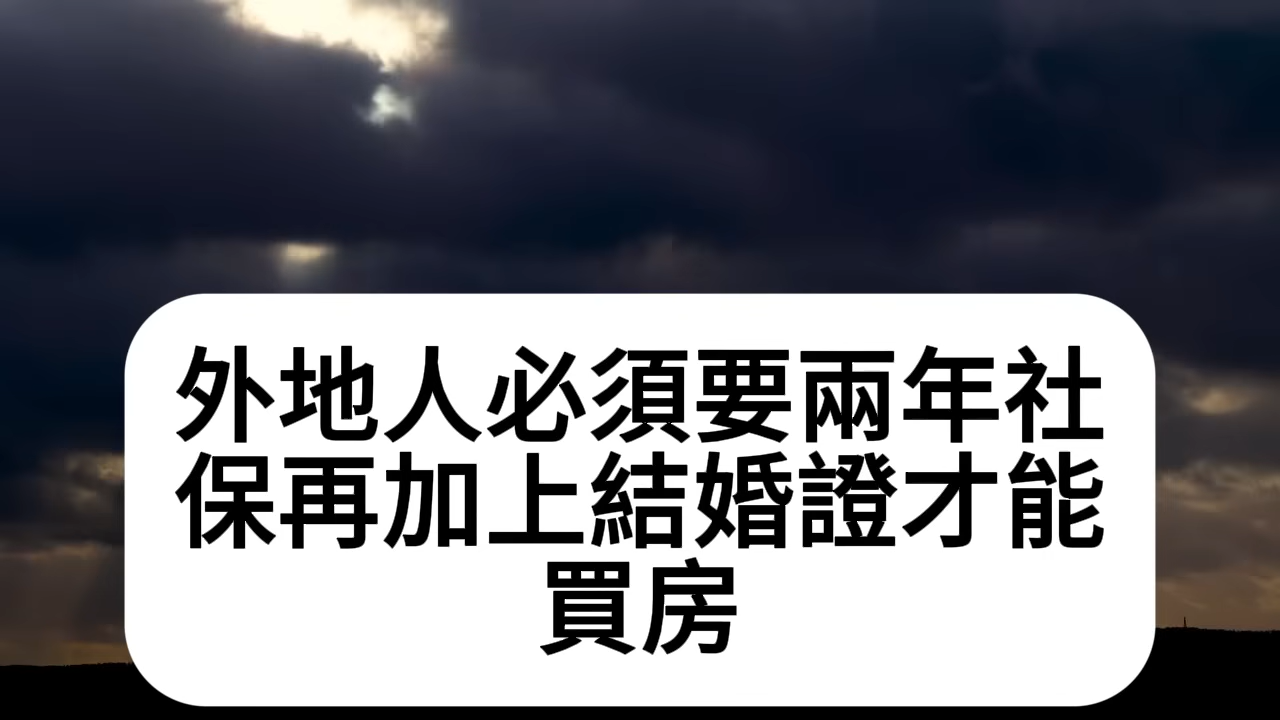 外地人必須要兩年社
保再加上結婚證才能
買房